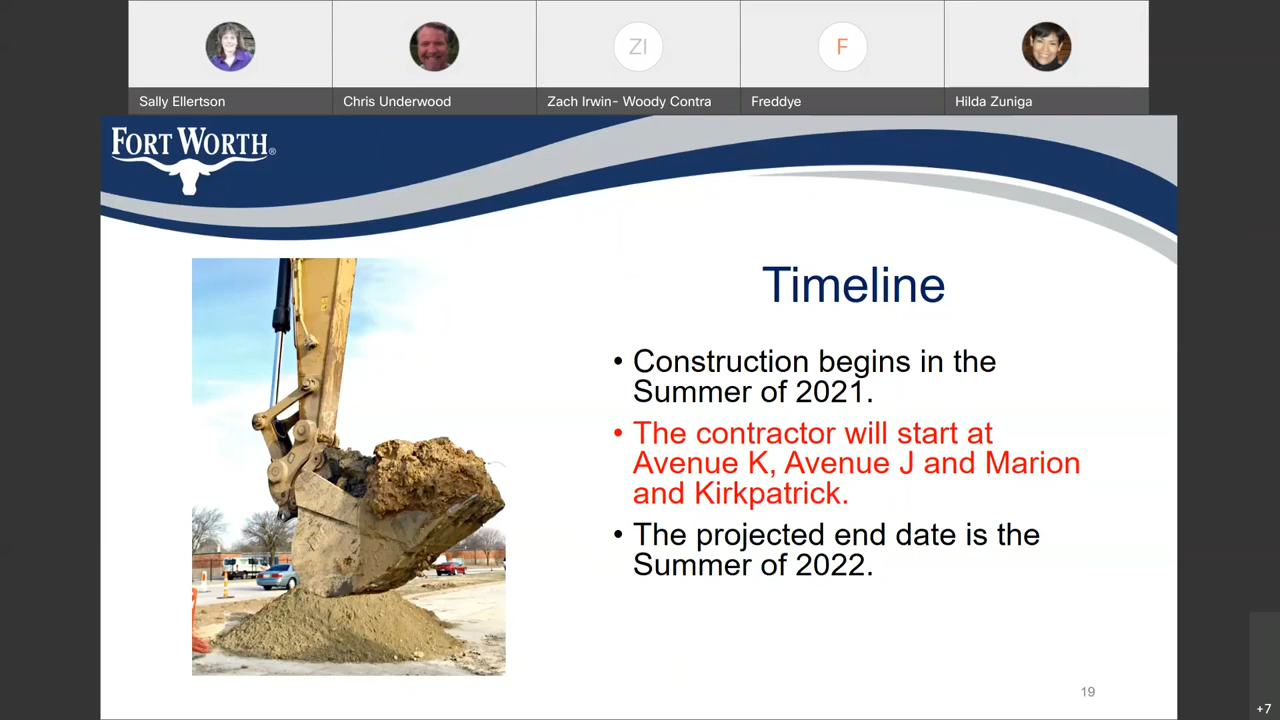 ZI
F
Sally Ellertson
Chris Underwood
Zach Irwin- Woody Contra
Freddye
Hilda Zuniga
FORT WORTH®
Timeline
• Construction begins in the
Summer of 2021.
• The contractor will start at
Avenue K, Avenue J and Marion
and Kirkpatrick.
• The projected end date is the
Summer of 2022.
19
+7